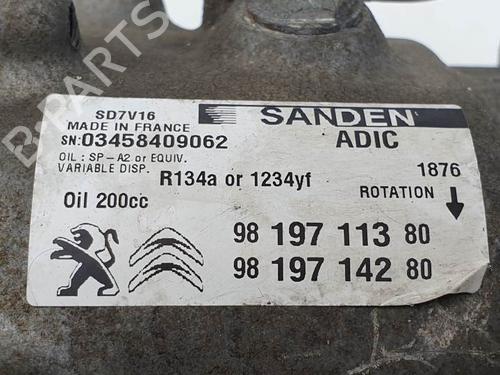 SD7V16
MADE IN FRANCE
SN:03458409062
OIL : SP-A2 or EQUIV.
VARIABLE DISP.
SANDEN
ADIC
R134a or 1234yf
1876
ROTATION
Oil 200cc
98 197 113 80
98 197 142 80
B-PARTS